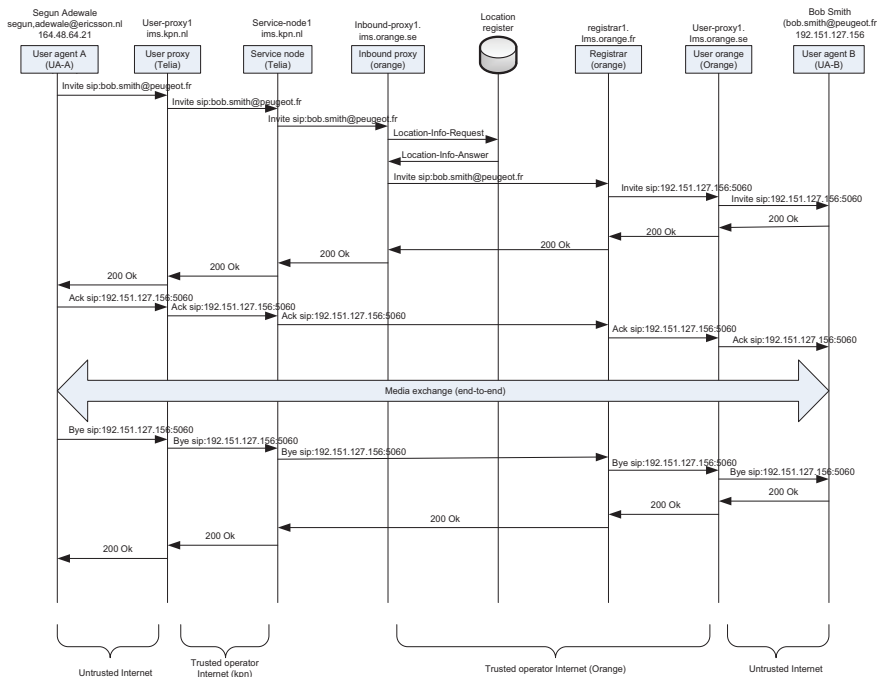 Segun Adewale
segun,adewale@ericsson.nl
164.48.64.21
User-proxy1
ims.kpn.nl
Service-node1
ims.kpn.nl
Inbound-proxy1.
ims.orange.se
Location
register
registrar1.
Ims.orange.fr
User-proxy1.
Ims.orange.se
Bob Smith
(bob.smith@peugeot.fr
192.151.127.156
User agent A
(UA-A)
User proxy
(Telia)
Service node
(Telia)
Inbound proxy
(orange)
Registrar
(orange)
User orange
(Orange)
User agent B
(UA-B)
Invite sip:bob.smith@peugeot.fr
Invite sip:bob.smith@peugeot.fr
Invite sip:bob.smith@peugeot.fr
Location-Info-Request
Location-Info-Answer
Invite sip:bob.smith@peugeot.fr
Invite sip:192.151.127.156:5060
Invite sip:192.151.127.156:5060
200 Ok
200 Ok
200 Ok
200 Ok
200 Ok
200 Ok
Ack sip:192.151.127.156:5060
Ack sip:192.151.127.156:5060
Ack sip:192.151.127.156:5060
Ack sip:192.151.127.156:5060
Ack sip:192.151.127.156:5060
Media exchange (end-to-end)
Bye sip:192.151.127.156:5060
Bye sip:192.151.127.156:5060
Bye sip:192.151.127.156:5060
Bye sip:192.151.127.156:5060
Bye sip:192.151.127.156:5060
200 Ok
200 Ok
200 Ok
200 Ok
200 Ok
Untrusted Internet
Trusted operator
Internet (kpn)
Trusted operator Internet (Orange)
Untrusted Internet